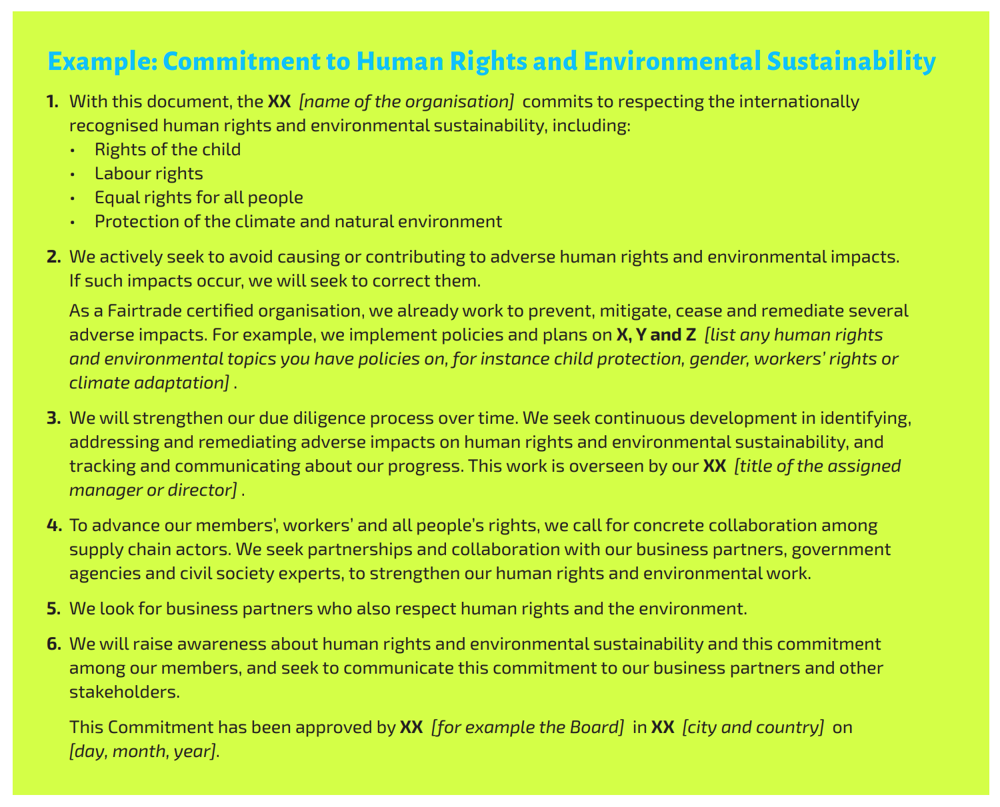 Example: Commitment to Human Rights and Environmental Sustainability
1. With this document, the XX [name of the organisation] commits to respecting the internationally
recognised human rights and environmental sustainability, including:
• Rights of the child
• Labour rights
• Equal rights for all people
• Protection of the climate and natural environment
2. We actively seek to avoid causing or contributing to adverse human rights and environmental impacts.
If such impacts occur, we will seek to correct them.
As a Fairtrade certified organisation, we already work to prevent, mitigate, cease and remediate several
adverse impacts. For example, we implement policies and plans on X, Y and Z [list any human rights
and environmental topics you have policies on, for instance child protection, gender, workers' rights or
climate adaptation] .
3. We will strengthen our due diligence process over time. We seek continuous development in identifying,
addressing and remediating adverse impacts on human rights and environmental sustainability, and
tracking and communicating about our progress. This work is overseen by our XX [title of the assigned
manager or director] .
4. To advance our members', workers' and all people's rights, we call for concrete collaboration among
supply chain actors. We seek partnerships and collaboration with our business partners, government
agencies and civil society experts, to strengthen our human rights and environmental work.
5. We look for business partners who also respect human rights and the environment.
6. We will raise awareness about human rights and environmental sustainability and this commitment
among our members, and seek to communicate this commitment to our business partners and other
stakeholders.
This Commitment has been approved by XX [for example the Board] in XX [city and country] on
[day, month, year].